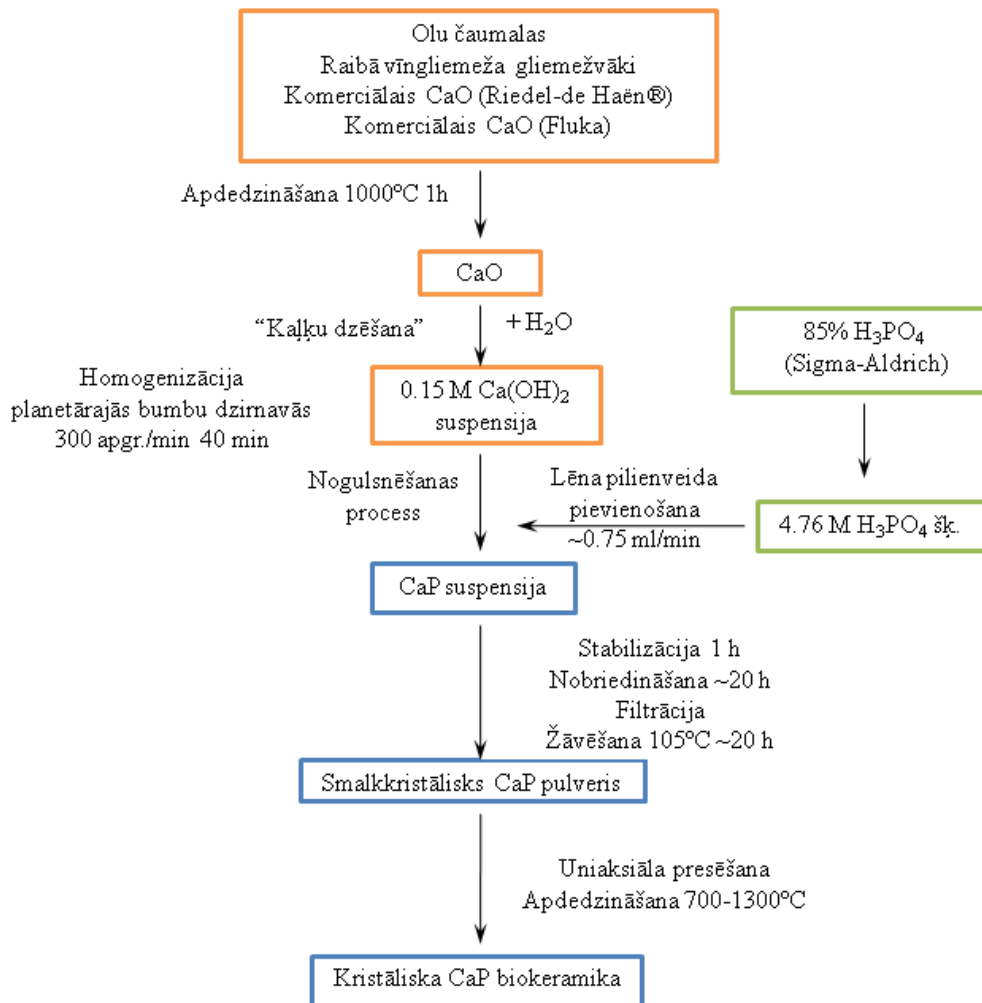 Olu čaumalas
Raibā vīngliemeža gliemežvāki
Komerciālais CaO (Riedel-de Haën®)
Komerciālais CaO (Fluka)
Apdedzināšana 1000ºC 1h
CaO
“Kaļķu dzēšana”
+ H₂O
85% H₃PO₄
(Sigma-Aldrich)
Homogenizācija
planetārajās bumbu dzirnavās
300 apgr./min 40 min
0.15 M Ca(OH)₂
suspensija
Nogulsnēšanas
process
Lēna pilienveida
pievienošana
~0.75 ml/min
4.76 M H₃PO₄ šķ.
CaP suspensija
Stabilizācija 1 h
Nobriedināšana ~20 h
Filtrācija
Žāvēšana 105ºC ~20 h
Smalkkristālisks CaP pulveris
Uniaksiāla presēšana
Apdedzināšana 700-1300ºC
Kristāliska CaP biokeramika